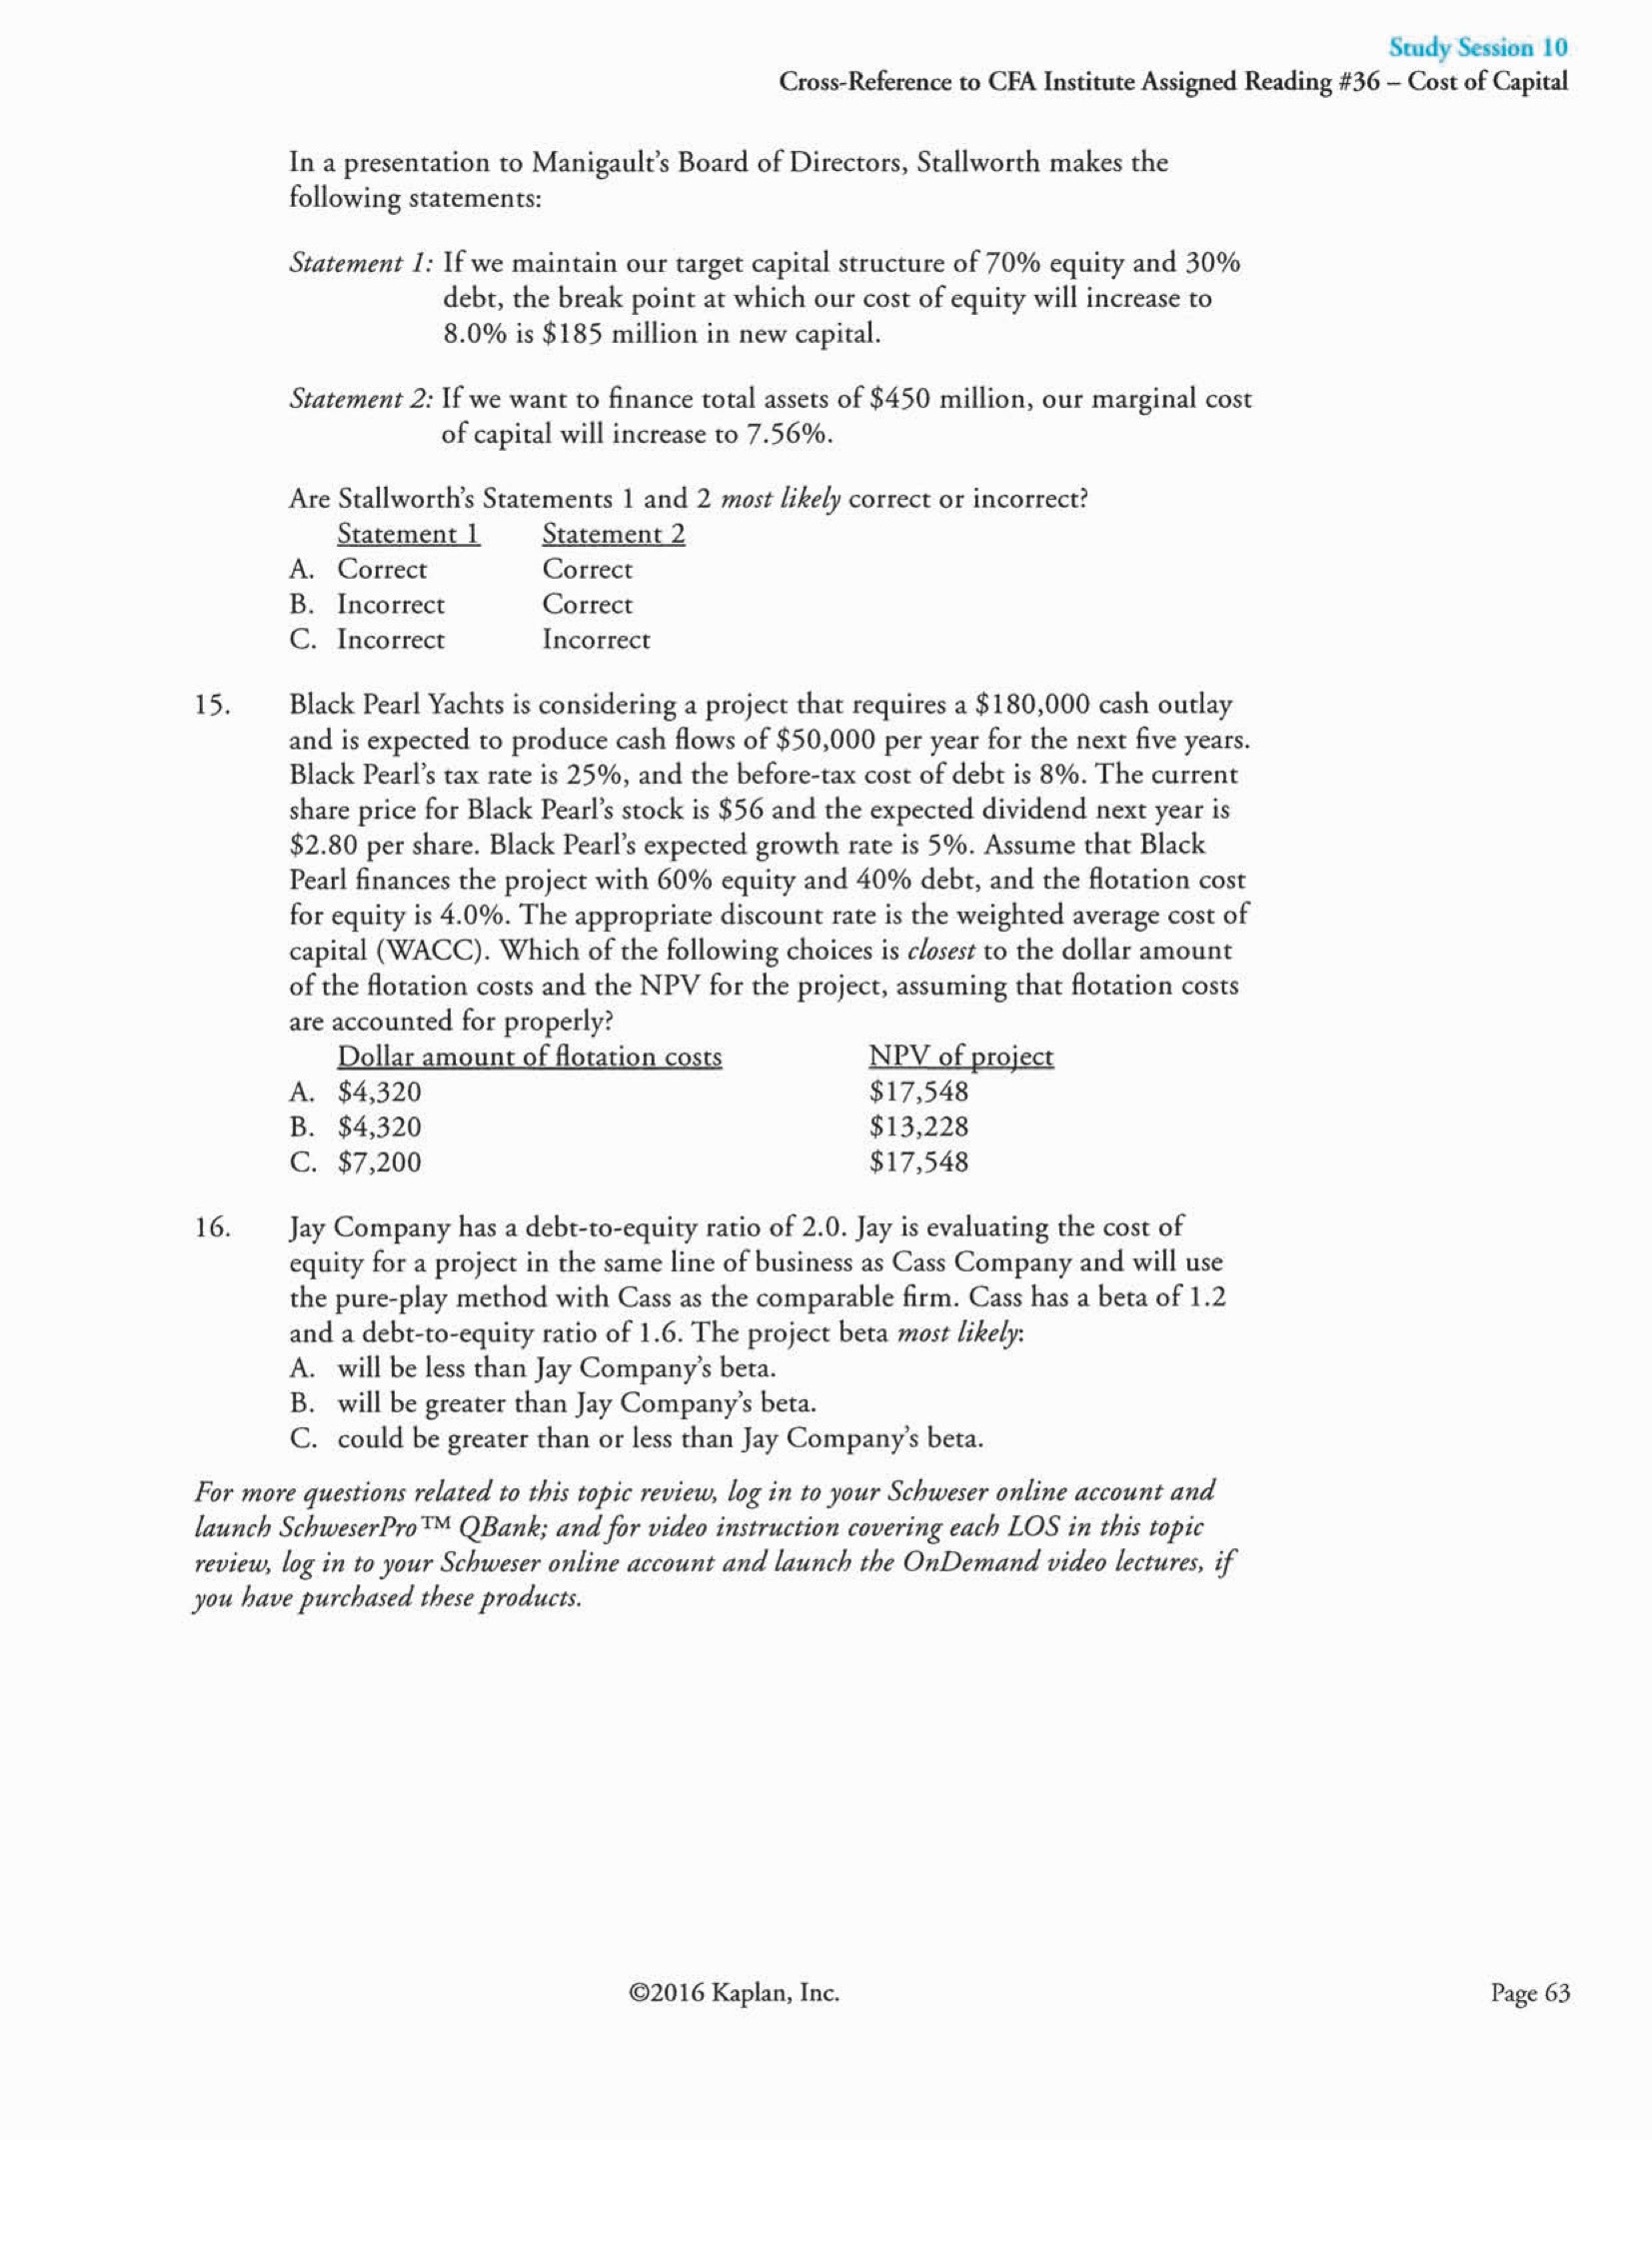 Study Session 10
Cross-Reference to CFA Institute Assigned Reading #36 – Cost of Capital
In a presentation to Manigault’s Board of Directors, Stallworth makes the
following statements:
Statement 1: If we maintain our target capital structure of 70% equity and 30%
debt, the break point at which our cost of equity will increase to
8.0% is $185 million in new capital.
Statement 2: If we want to finance total assets of $450 million, our marginal cost
of capital will increase to 7.56%.
Are Stallworth’s Statements 1 and 2 most likely correct or incorrect?
Statement 1 Statement 2
A. Correct Correct
B. Incorrect Correct
C. Incorrect Incorrect
15. Black Pearl Yachts is considering a project that requires a $180,000 cash outlay
and is expected to produce cash flows of $50,000 per year for the next five years.
Black Pearl’s tax rate is 25%, and the before-tax cost of debt is 8%. The current
share price for Black Pearl’s stock is $56 and the expected dividend next year is
$2.80 per share. Black Pearl’s expected growth rate is 5%. Assume that Black
Pearl finances the project with 60% equity and 40% debt, and the flotation cost
for equity is 4.0%. The appropriate discount rate is the weighted average cost of
capital (WACC). Which of the following choices is closest to the dollar amount
of the flotation costs and the NPV for the project, assuming that flotation costs
are accounted for properly?
Dollar amount of flotation costs NPV of project
A. $4,320 $17,548
B. $4,320 $13,228
C. $7,200 $17,548
16. Jay Company has a debt-to-equity ratio of 2.0. Jay is evaluating the cost of
equity for a project in the same line of business as Cass Company and will use
the pure-play method with Cass as the comparable firm. Cass has a beta of 1.2
and a debt-to-equity ratio of 1.6. The project beta most likely:
A. will be less than Jay Company’s beta.
B. will be greater than Jay Company’s beta.
C. could be greater than or less than Jay Company’s beta.
For more questions related to this topic review, log in to your Schweser online account and
launch SchweserPro™ QBank; and for video instruction covering each LOS in this topic
review, log in to your Schweser online account and launch the OnDemand video lectures, if
you have purchased these products.
©2016 Kaplan, Inc. Page 63